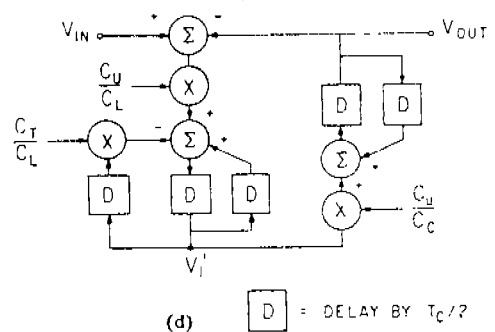 + -
V_IN Σ V_OUT
C_U/C_L X
+
C_T/C_L X - Σ + D D
Σ
+ -
D D D X C_U/C_C
V_1'
(d) D = DELAY BY T_C/2